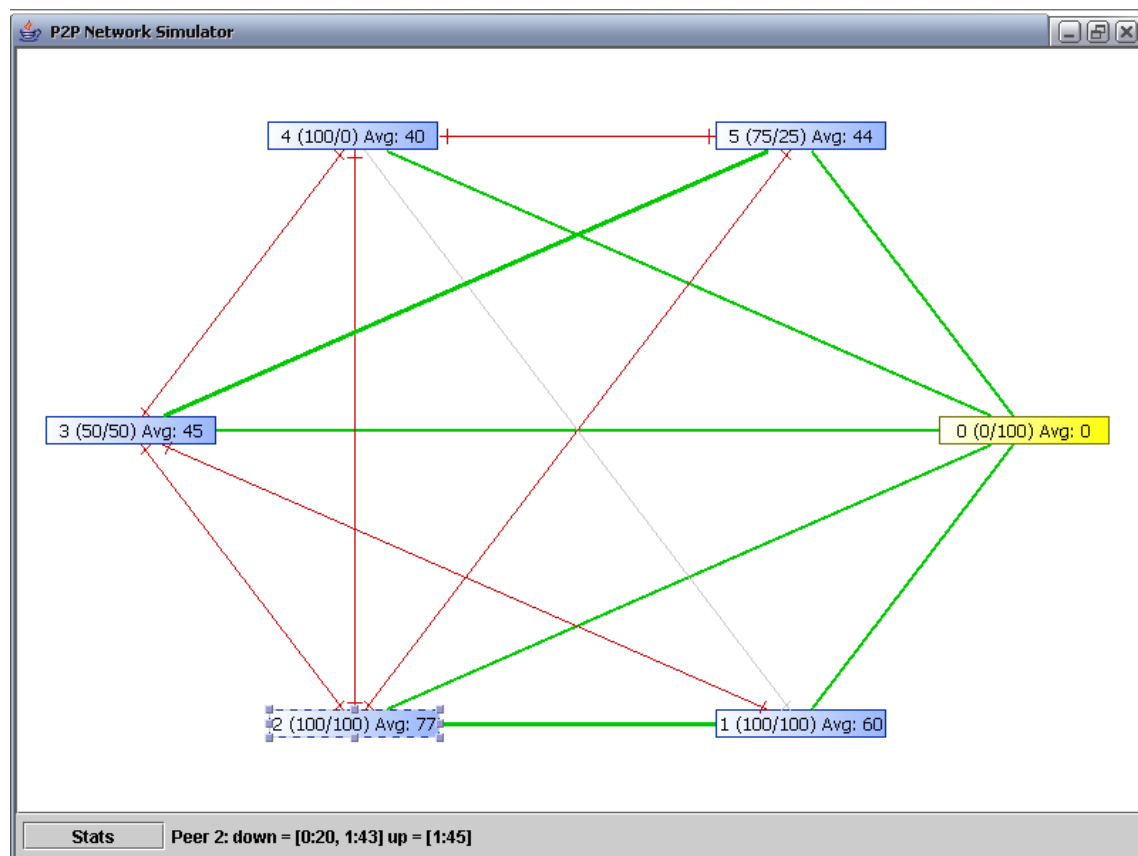 P2P Network Simulator
4 (100/0) Avg: 40
5 (75/25) Avg: 44
3 (50/50) Avg: 45
0 (0/100) Avg: 0
2 (100/100) Avg: 77
1 (100/100) Avg: 60
Stats
Peer 2: down = [0:20, 1:43] up = [1:45]